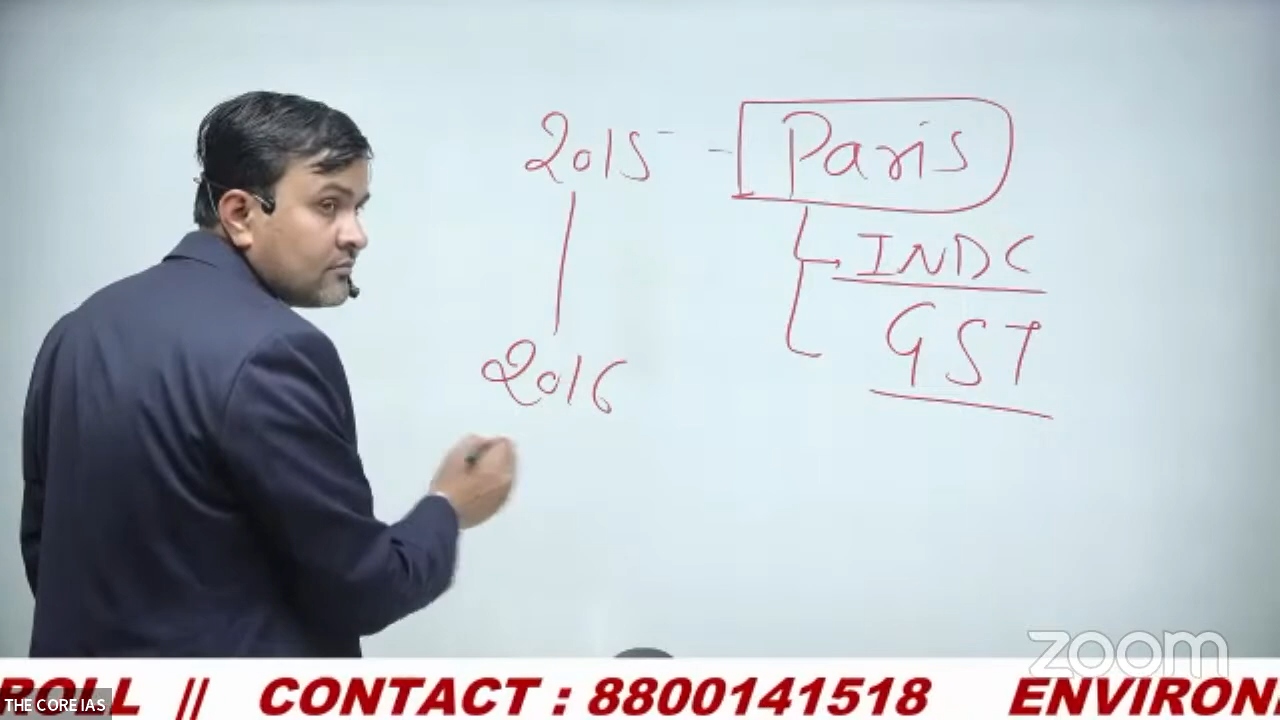 2015 - Paris
INDC
GST
2016
zoom
ROLL || CONTACT : 8800141518 ENVIRON
THE CORE IAS